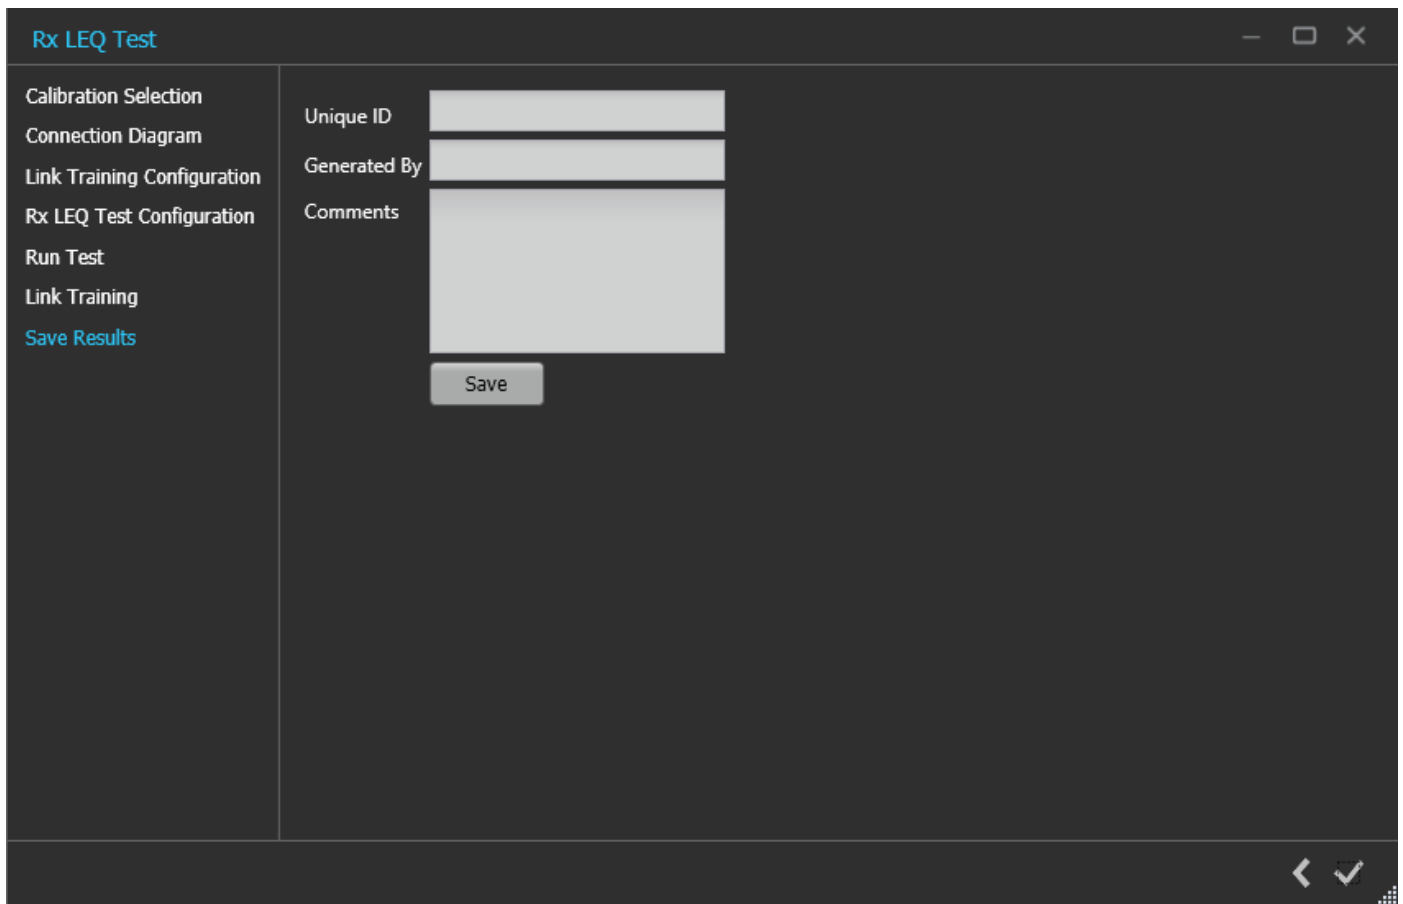 Rx LEQ Test
Calibration Selection
Connection Diagram
Link Training Configuration
Rx LEQ Test Configuration
Run Test
Link Training
Save Results
Unique ID
Generated By
Comments
Save